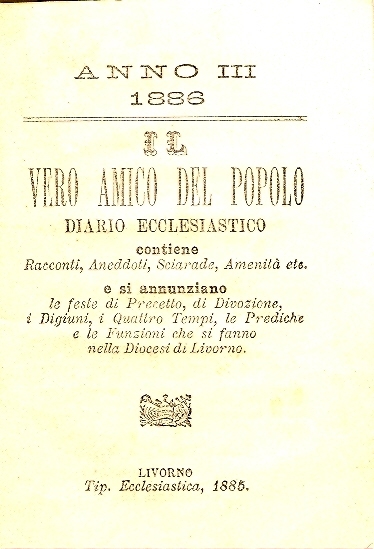 ANNO III
1886
IL
VERO AMICO DEL POPOLO
DIARIO ECCLESIASTICO
contiene
Racconti, Aneddoti, Sciarade, Amenità etc.
e si annunziano
le feste di Precetto, di Divozione,
i Digiuni, i Quattro Tempi, le Prediche
e le Funzioni che si fanno
nella Diocesi di Livorno.
LIVORNO
Tip. Ecclesiastica, 1885.